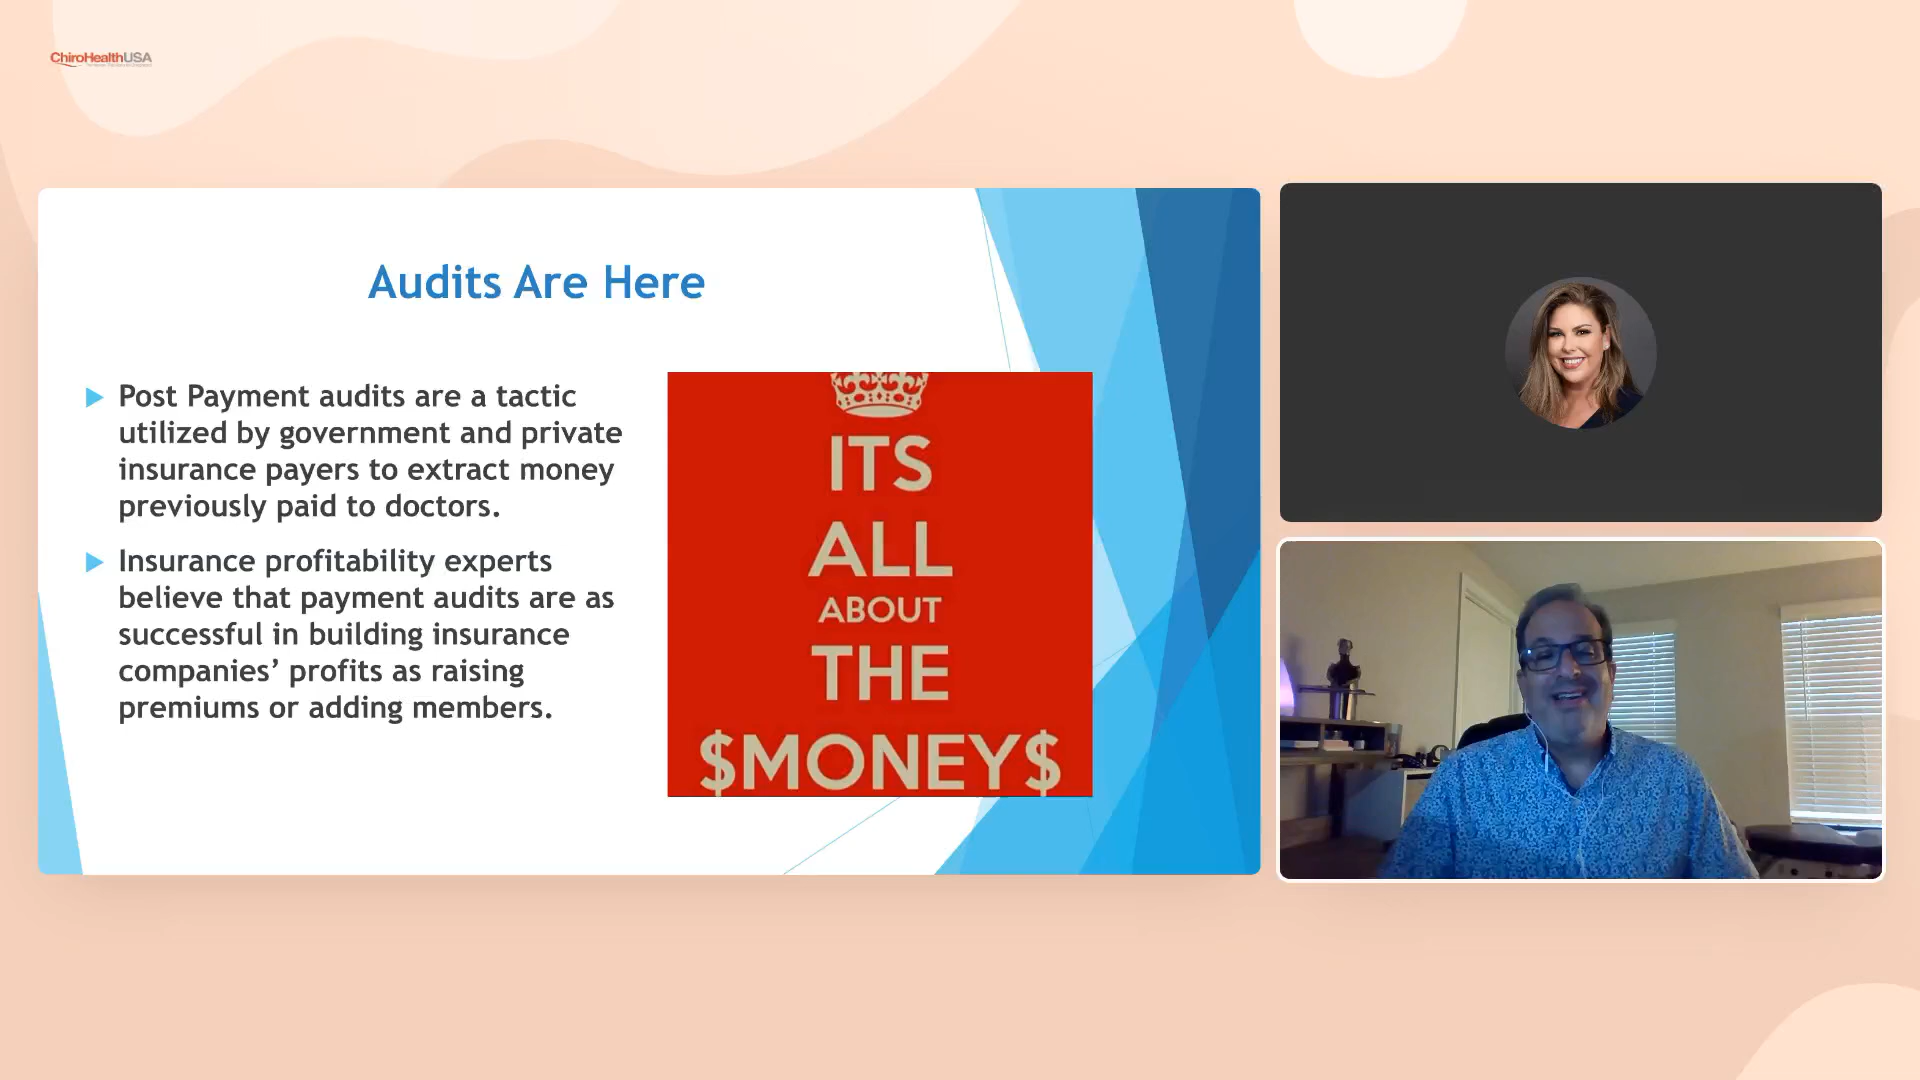 ChiroHealthUSA
Audits Are Here
Post Payment audits are a tactic
utilized by government and private
insurance payers to extract money
previously paid to doctors.
Insurance profitability experts
believe that payment audits are as
successful in building insurance
companies’ profits as raising
premiums or adding members.
ITS
ALL
ABOUT
THE
$MONEY$